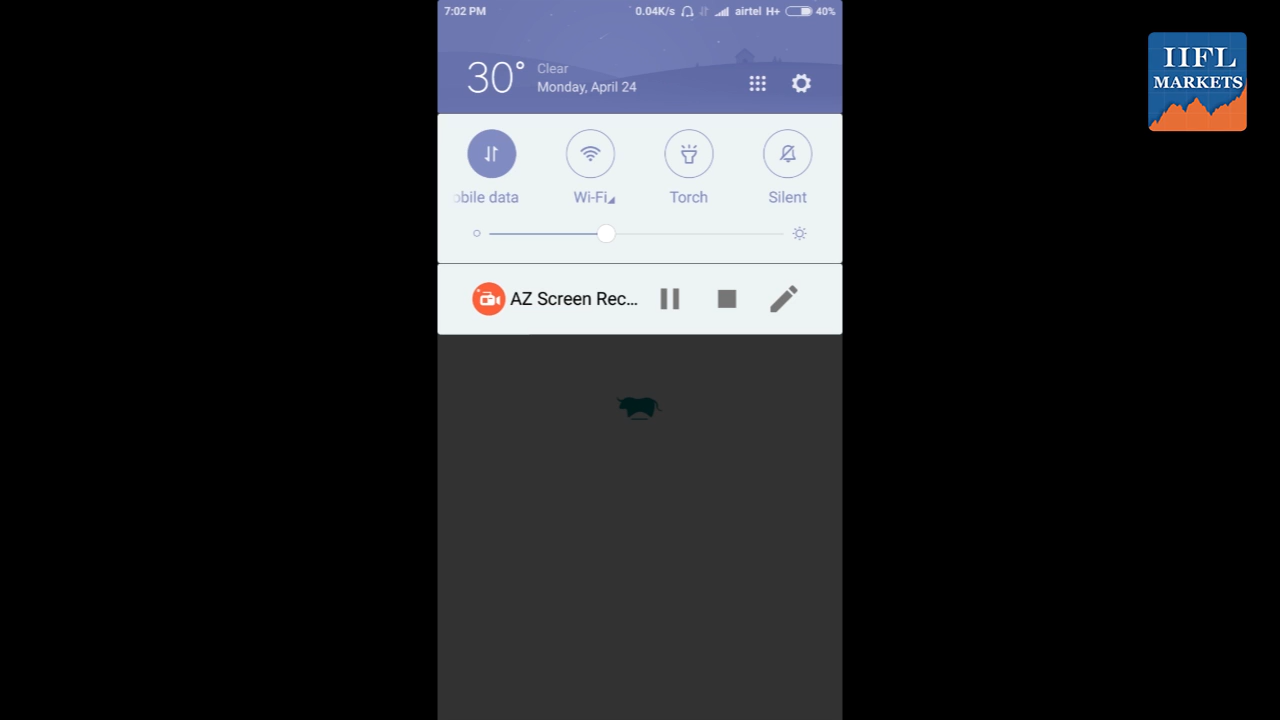 7:02 PM
0.04K/s airtel H+ 40%
30°
Clear
Monday, April 24
obile data
Wi-Fi
Torch
Silent
AZ Screen Rec...
IIFL
MARKETS